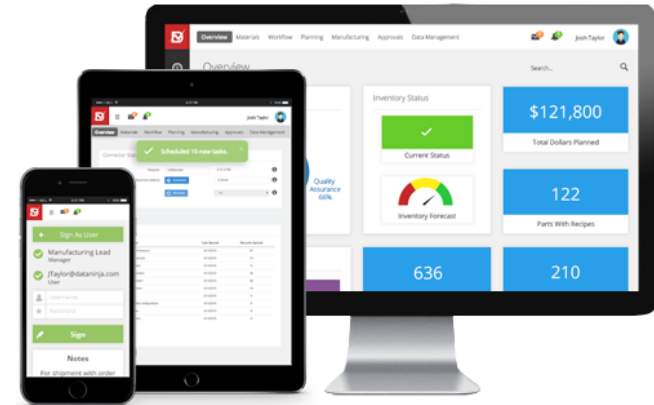 Overview Materials Workflow Planning Manufacturing Approvals Data Management
Josh Taylor
Overview
Search...
Inventory Status
Current Status
Inventory Forecast
Quality
Assurance
66%
$121,800
Total Dollars Planned
122
Parts With Recipes
636
210
Josh Taylor
Overview Materials Workflow Planning Manufacturing Approvals Data Management
Scheduled 10 new tasks.
Sign As User
Manufacturing Lead
Manager
JTaylor@dataninja.com
User
Username
Password
Sign
Notes
For shipment with order